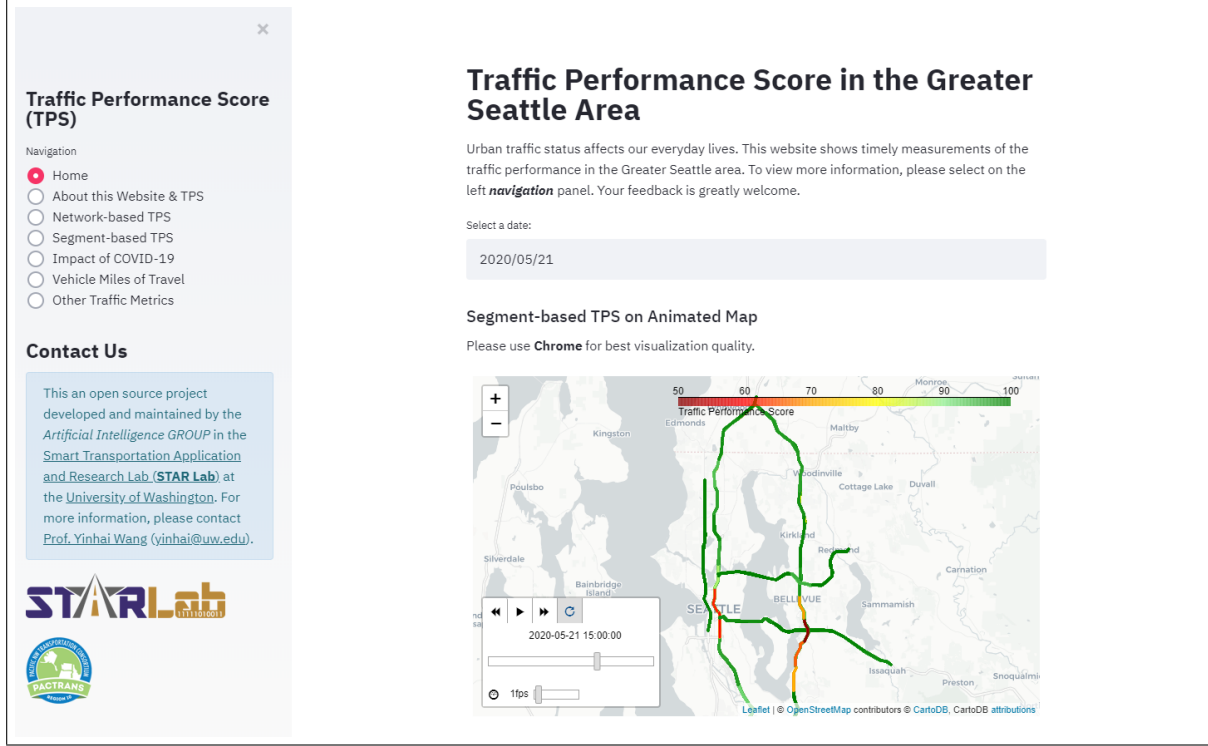 ×
Traffic Performance Score
(TPS)
Navigation
Home
About this Website & TPS
Network-based TPS
Segment-based TPS
Impact of COVID-19
Vehicle Miles of Travel
Other Traffic Metrics
Contact Us
This an open source project
developed and maintained by the
Artificial Intelligence GROUP in the
Smart Transportation Application
and Research Lab (STAR Lab) at
the University of Washington. For
more information, please contact
Prof. Yinhai Wang (yinhai@uw.edu).
STARLab
11111010011
PACIFIC NW TRANSPORTATION CONSORTIUM
PACTRANS
REGION 10
Traffic Performance Score in the Greater
Seattle Area
Urban traffic status affects our everyday lives. This website shows timely measurements of the
traffic performance in the Greater Seattle area. To view more information, please select on the
left navigation panel. Your feedback is greatly welcome.
Select a date:
2020/05/21
Segment-based TPS on Animated Map
Please use Chrome for best visualization quality.
+
−
50 60 70 80 90 100
Traffic Performance Score
Monroe
Sultan
Kingston
Edmonds
Maltby
Woodinville
Poulsbo
Cottage Lake
Duvall
Kirkland
Redmond
Silverdale
Carnation
Bainbridge
Island
SEATTLE
BELLEVUE
Sammamish
Issaquah
Preston
Snoqualmi
2020-05-21 15:00:00
1fps
Leaflet | © OpenStreetMap contributors © CartoDB, CartoDB attributions